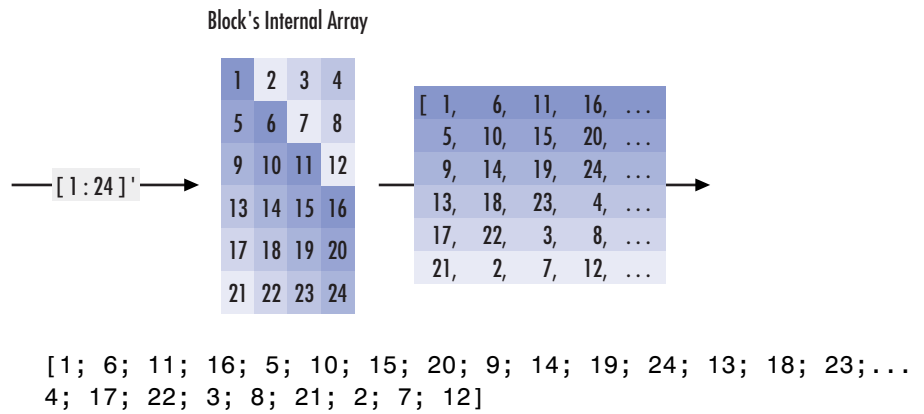 Block's Internal Array
1 2 3 4
5 6 7 8
9 10 11 12
13 14 15 16
17 18 19 20
21 22 23 24
[1:24]'
[ 1, 6, 11, 16, ...
5, 10, 15, 20, ...
9, 14, 19, 24, ...
13, 18, 23, 4, ...
17, 22, 3, 8, ...
21, 2, 7, 12, ...
[1; 6; 11; 16; 5; 10; 15; 20; 9; 14; 19; 24; 13; 18; 23;...
4; 17; 22; 3; 8; 21; 2; 7; 12]